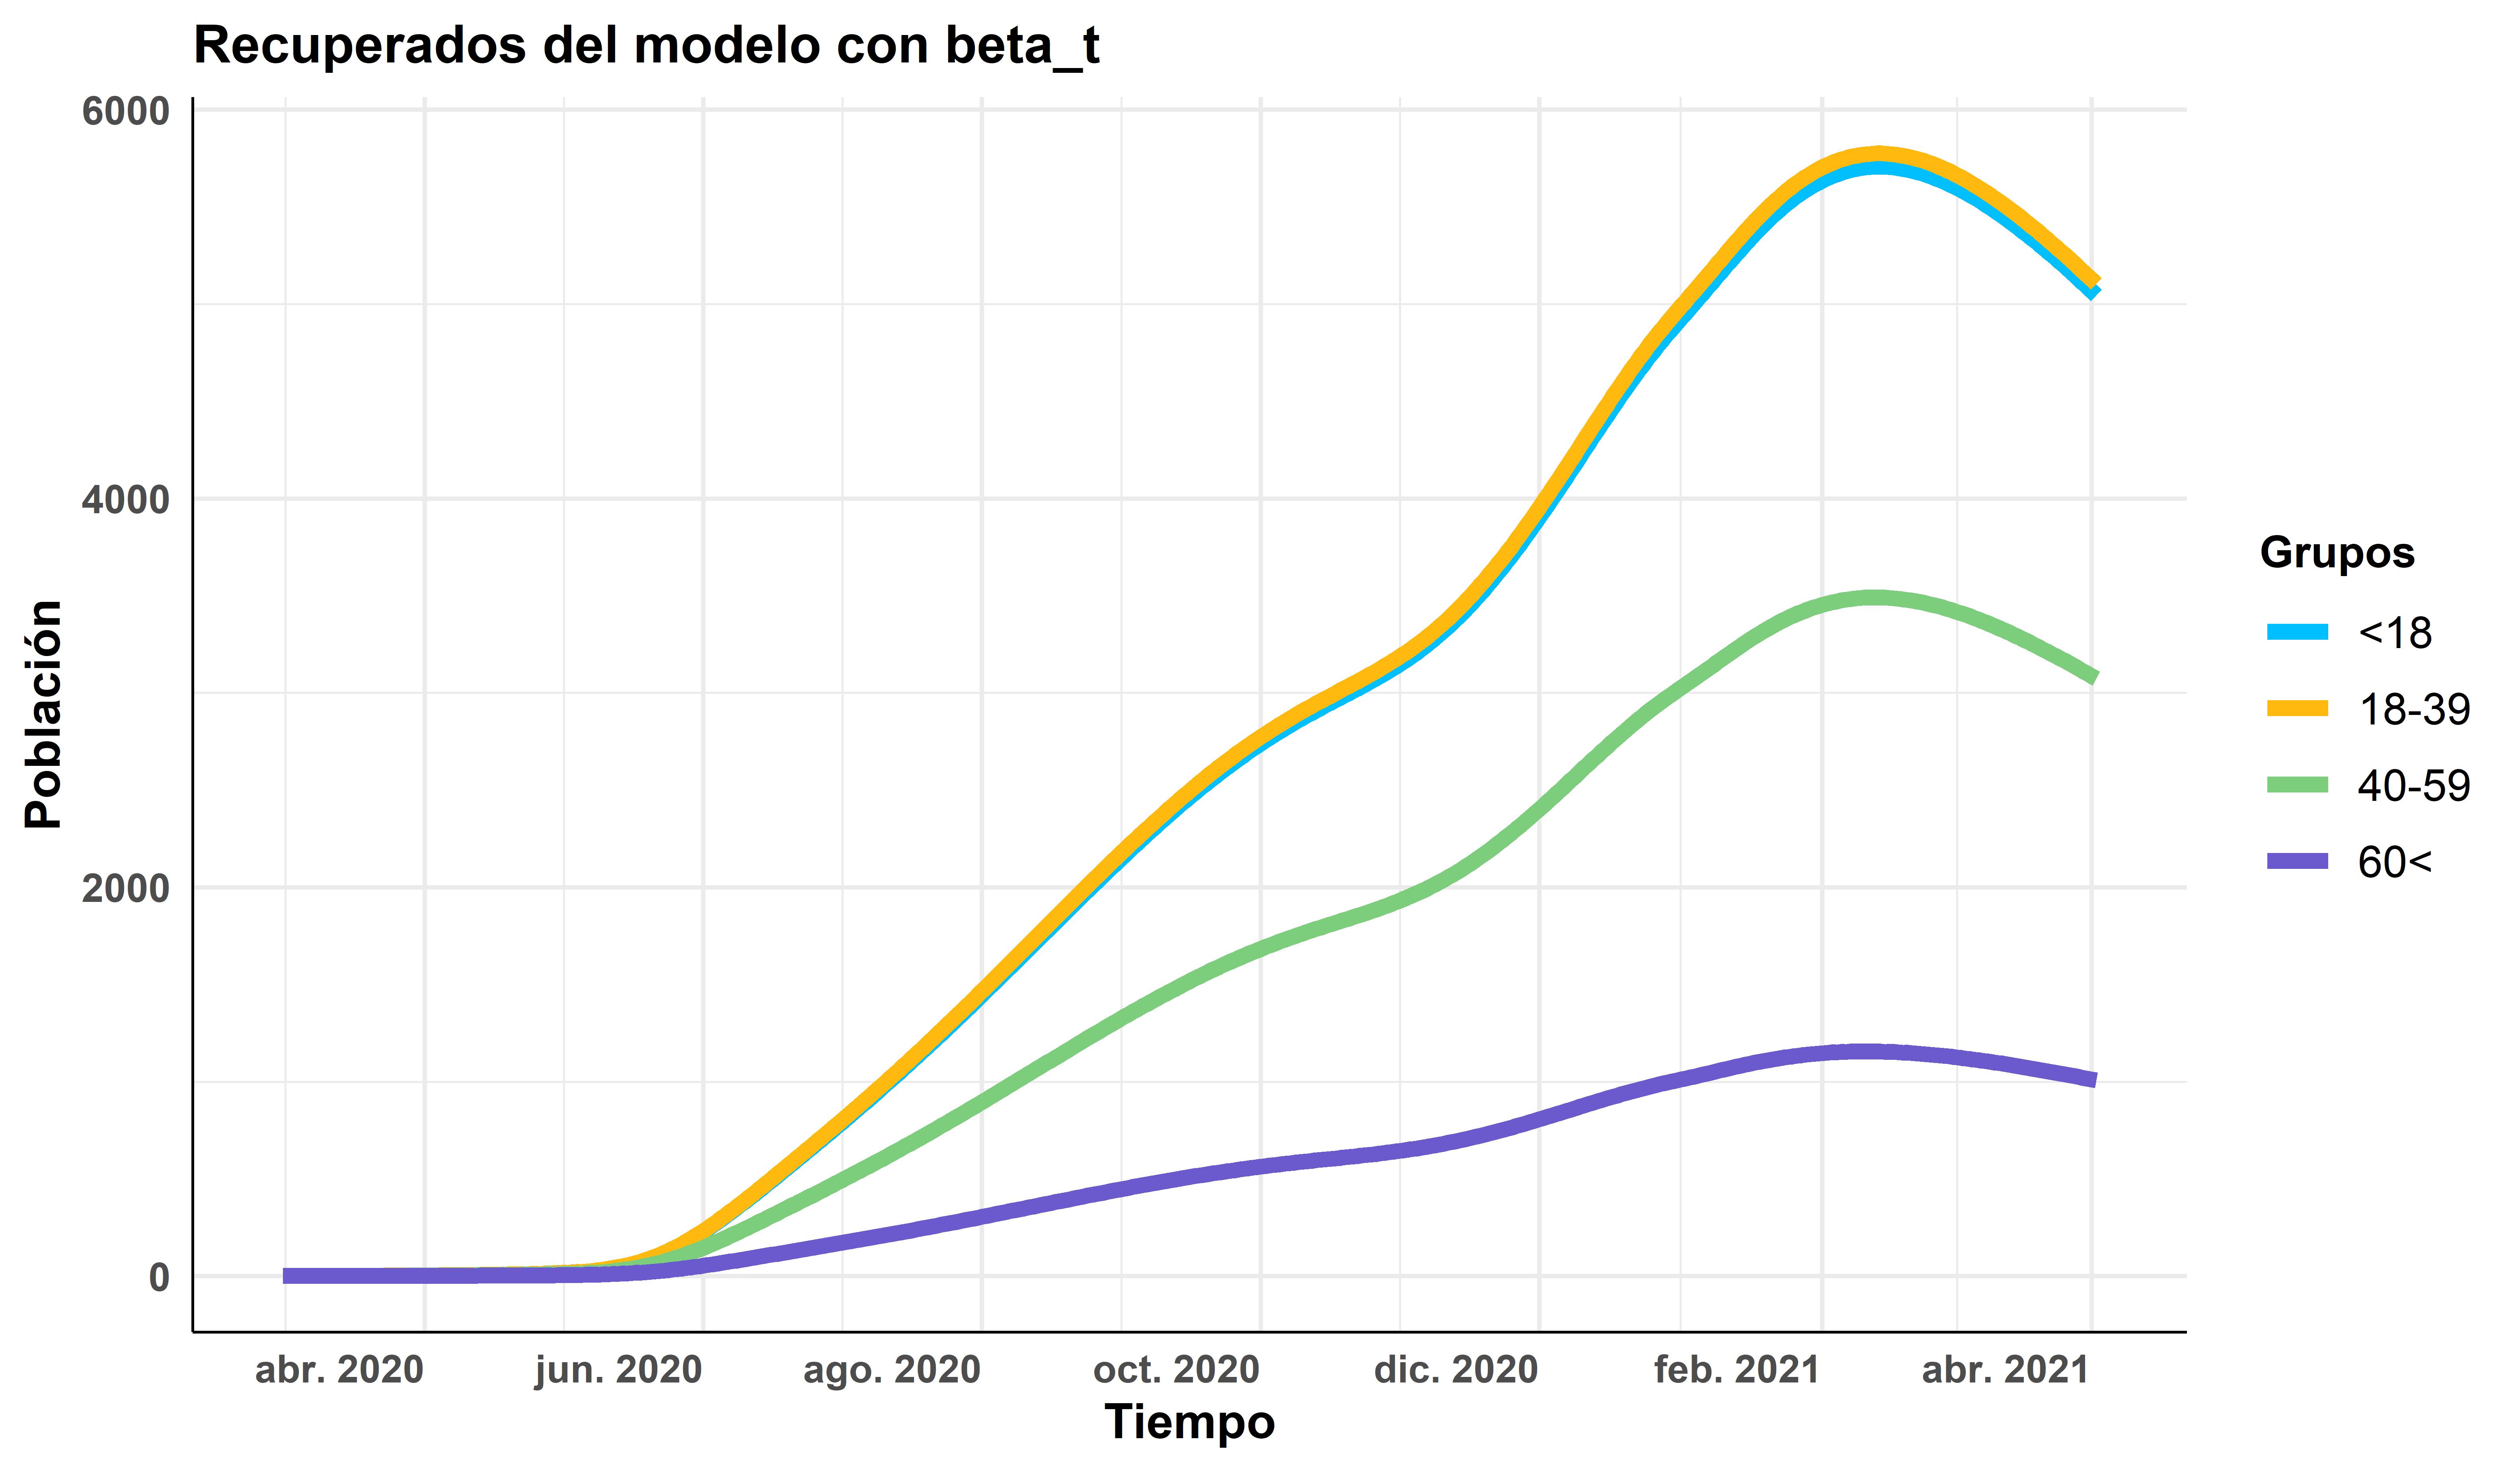 Recuperados del modelo con beta_t
6000
4000
2000
0
Población
abr. 2020
jun. 2020
ago. 2020
oct. 2020
dic. 2020
feb. 2021
abr. 2021
Tiempo
Grupos
<18
18-39
40-59
60<